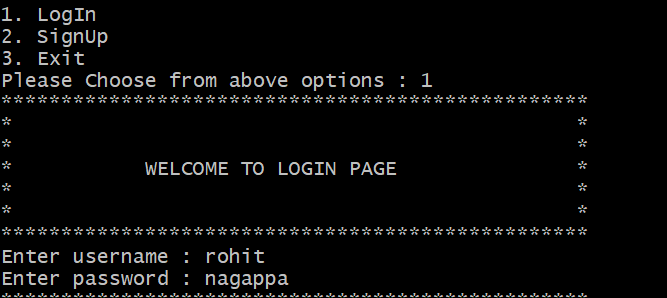 1. LogIn
2. SignUp
3. Exit
Please Choose from above options : 1
*************************************************
*                                               *
*                                               *
*           WELCOME TO LOGIN PAGE               *
*                                               *
*                                               *
*************************************************
Enter username : rohit
Enter password : nagappa
*************************************************